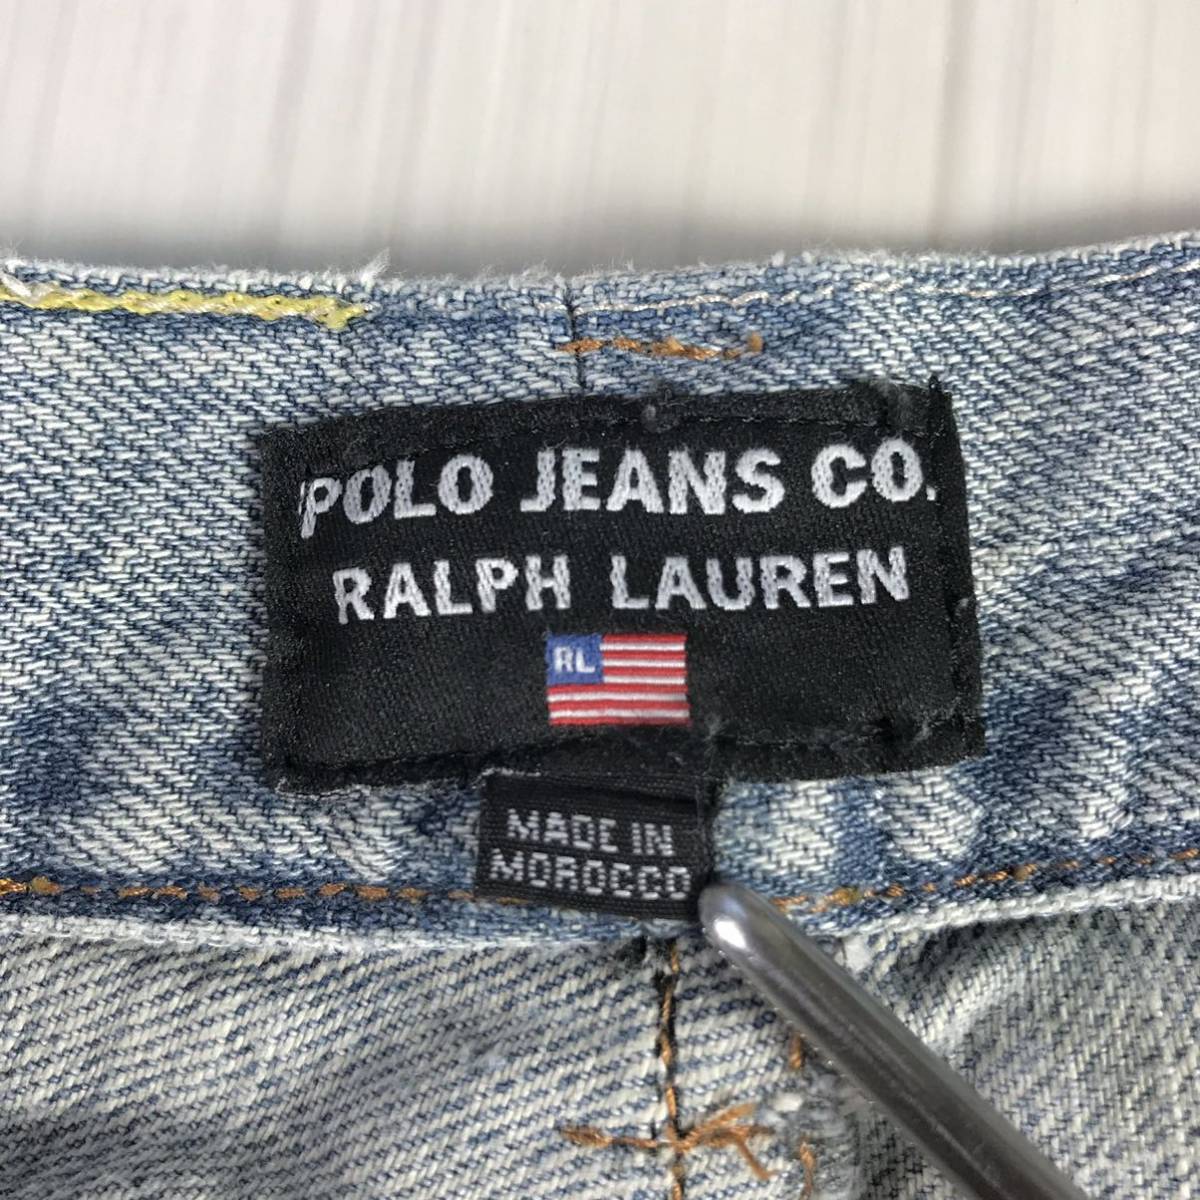 POLO JEANS CO.
RALPH LAUREN
RL
MADE IN
MOROCCO